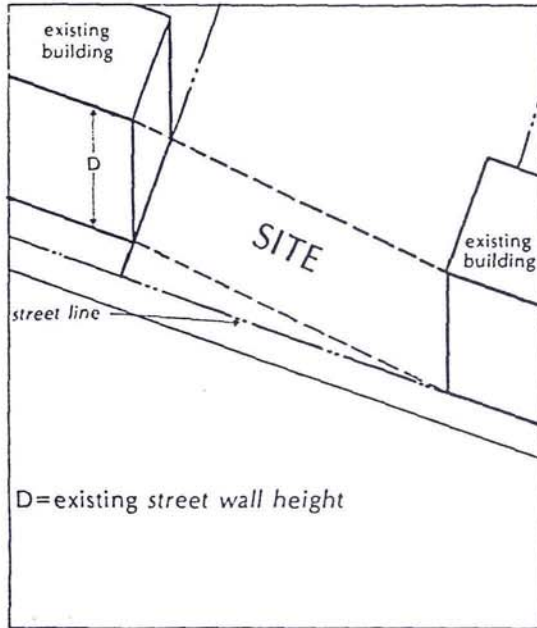 existing
building
D
SITE
existing
building
street line
D=existing street wall height